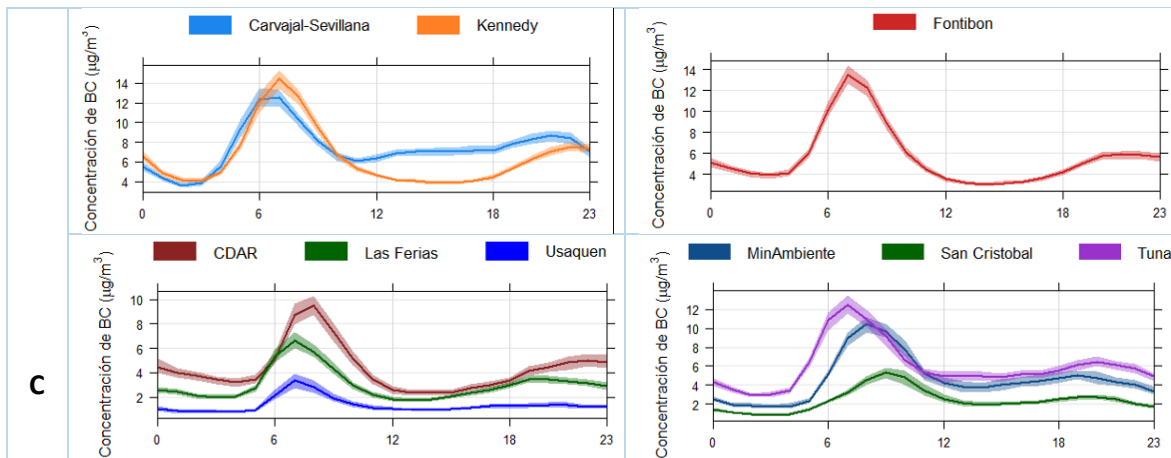 Carvajal-Sevillana Kennedy
Concentración de BC (µg/m³)
14
12
10
8
6
4
0 6 12 18 23
Fontibon
Concentración de BC (µg/m³)
14
12
10
8
6
4
0 6 12 18 23
C
CDAR Las Ferias Usaquen
Concentración de BC (µg/m³)
10
8
6
4
2
0 6 12 18 23
MinAmbiente San Cristobal Tuna
Concentración de BC (µg/m³)
12
10
8
6
4
2
0 6 12 18 23